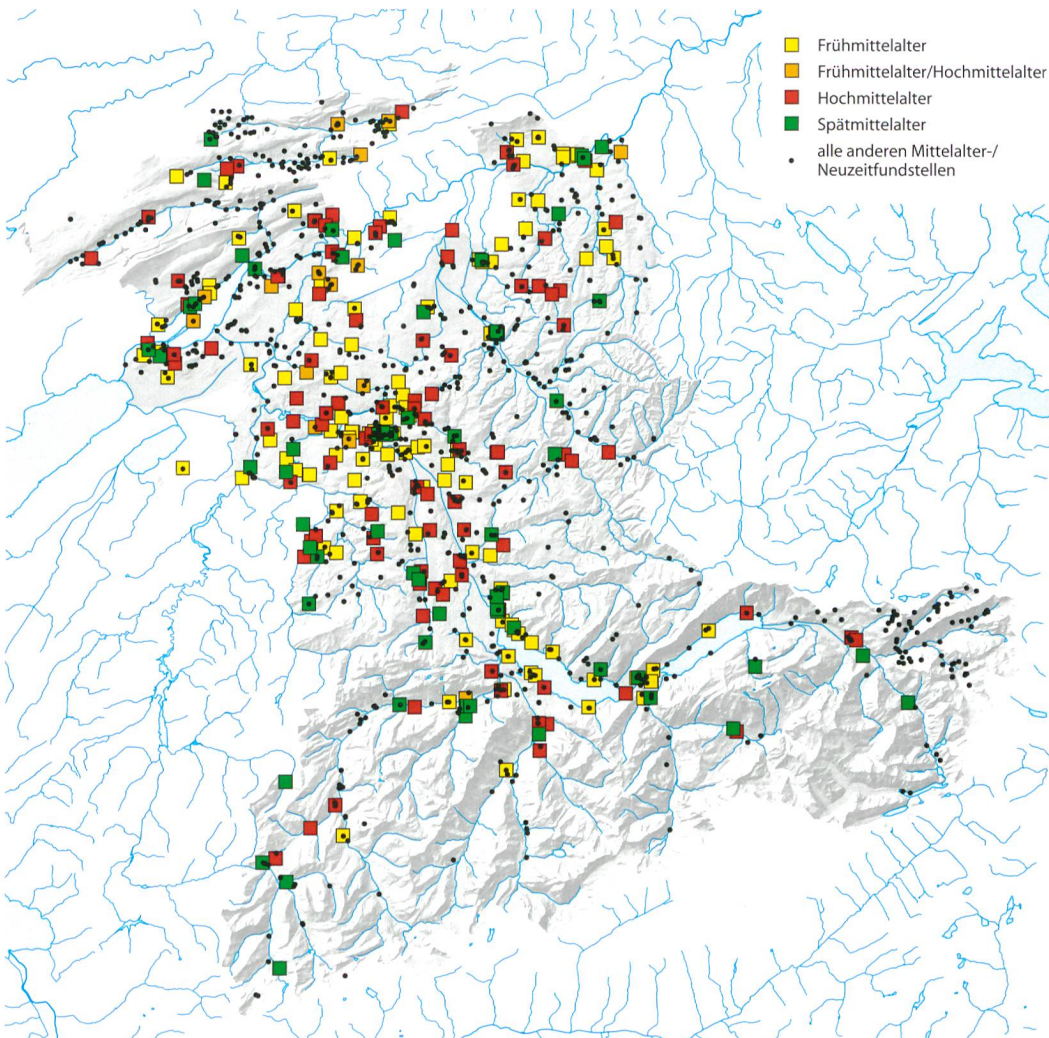 Frühmittelalter
Frühmittelalter/Hochmittelalter
Hochmittelalter
Spätmittelalter
alle anderen Mittelalter-/
Neuzeitfundstellen